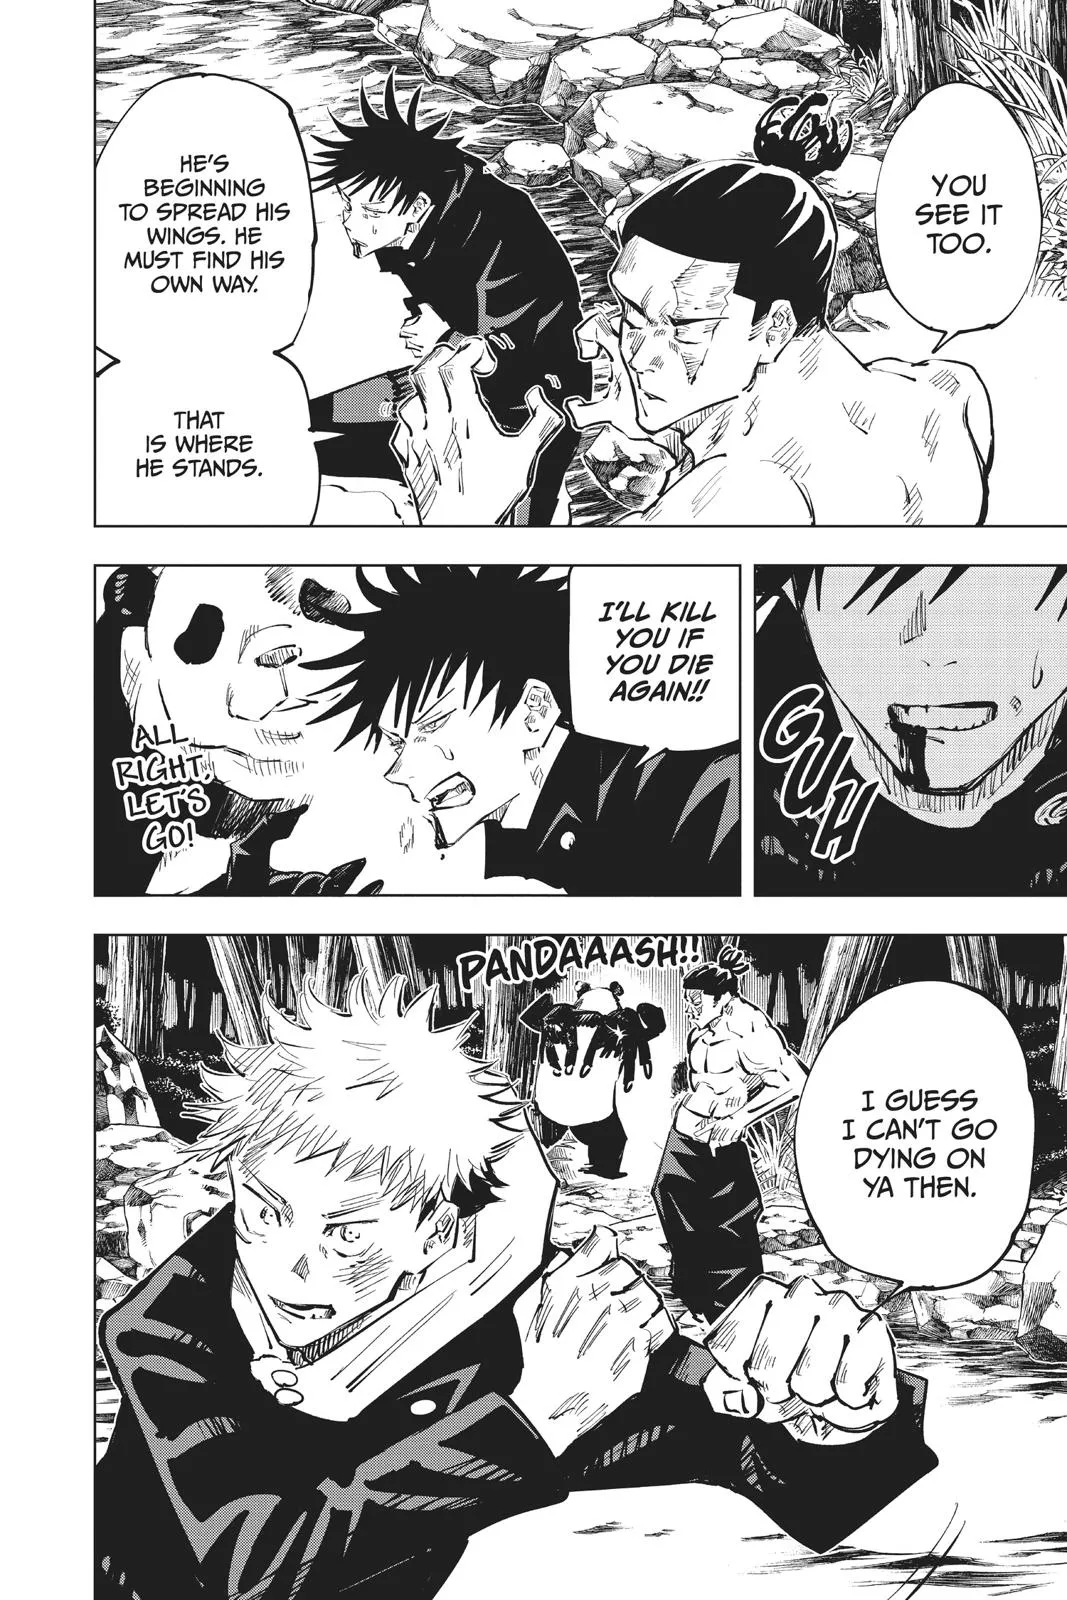 YOU
SEE IT
TOO.
HE'S
BEGINNING
TO SPREAD HIS
WINGS. HE
MUST FIND HIS
OWN WAY.
THAT
IS WHERE
HE STANDS.
GUH
I'LL KILL
YOU IF
YOU DIE
AGAIN!!
ALL
RIGHT,
LET'S
GO!
PANDAAASH!!
I GUESS
I CAN'T GO
DYING ON
YA THEN.